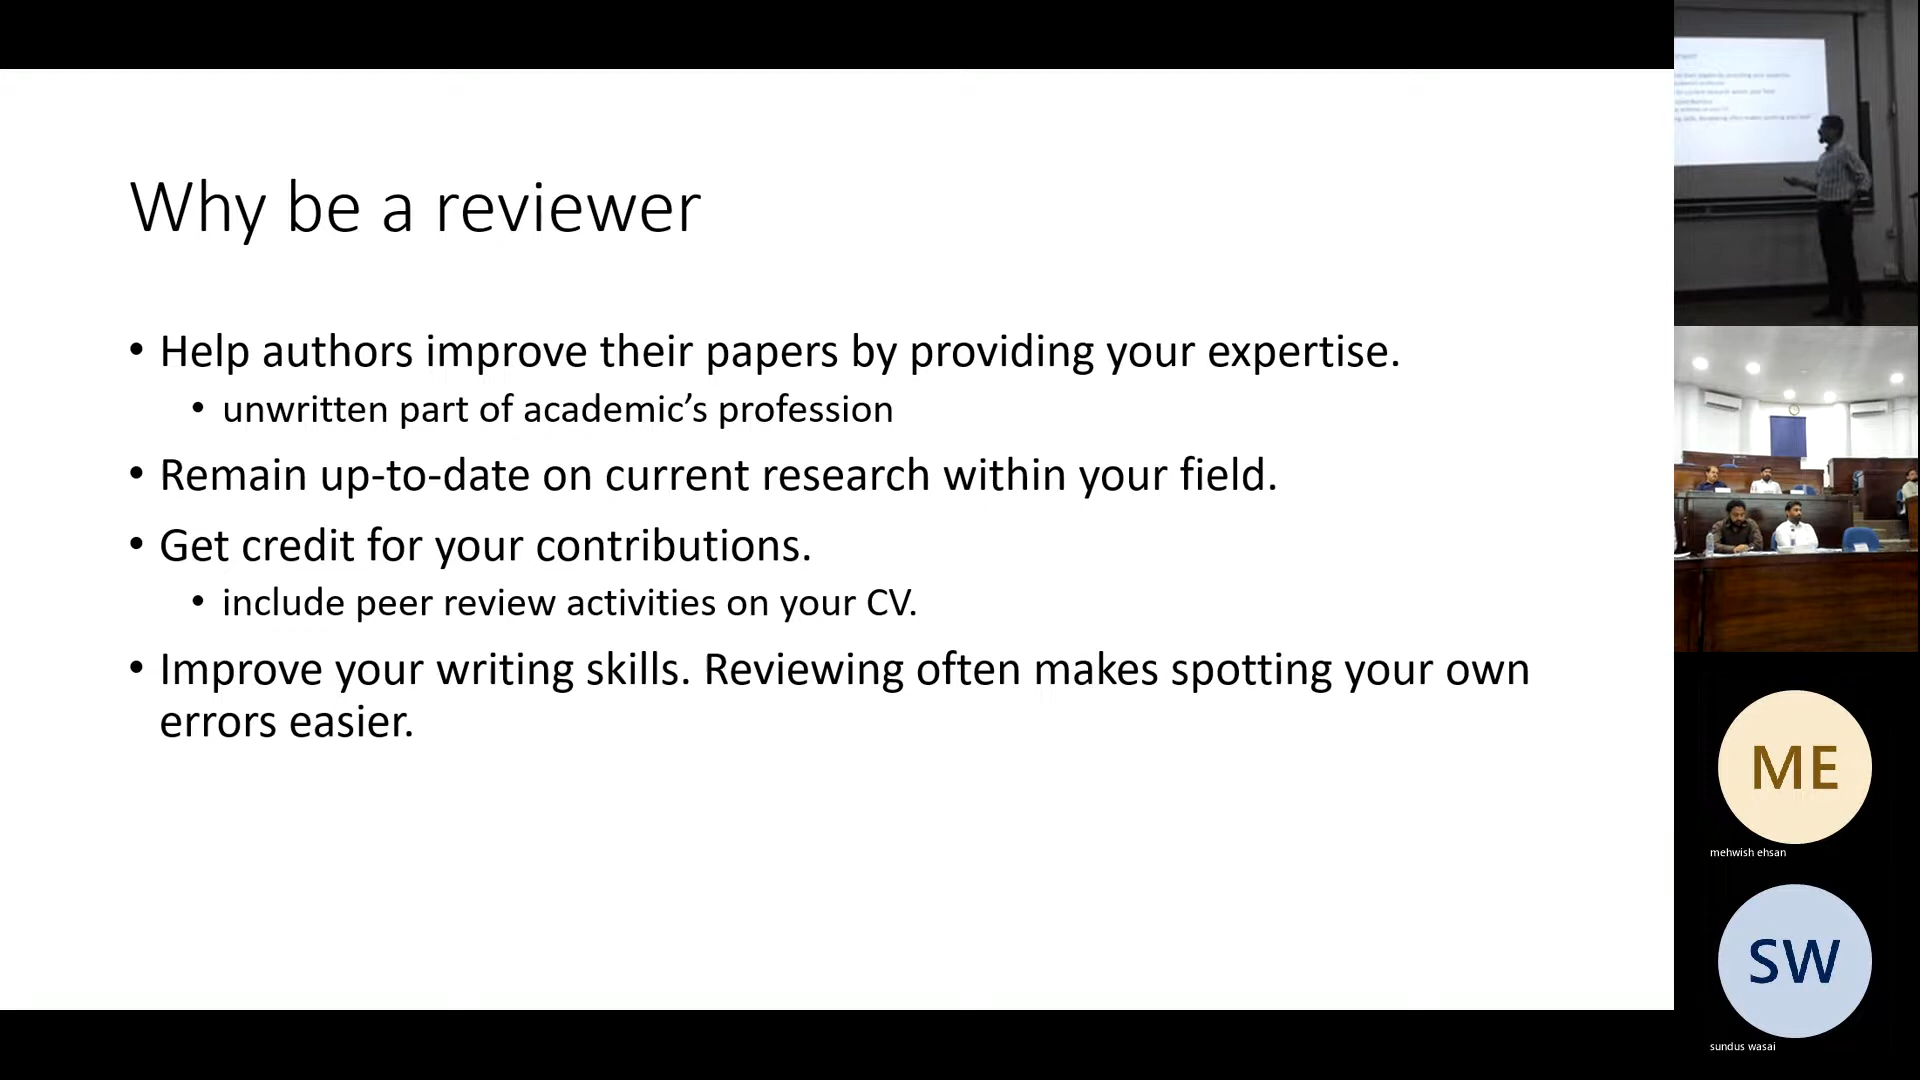 Why be a reviewer
• Help authors improve their papers by providing your expertise.
• unwritten part of academic’s profession
• Remain up-to-date on current research within your field.
• Get credit for your contributions.
• include peer review activities on your CV.
• Improve your writing skills. Reviewing often makes spotting your own
errors easier.
ME
mehwish ehsan
SW
sundus wasai